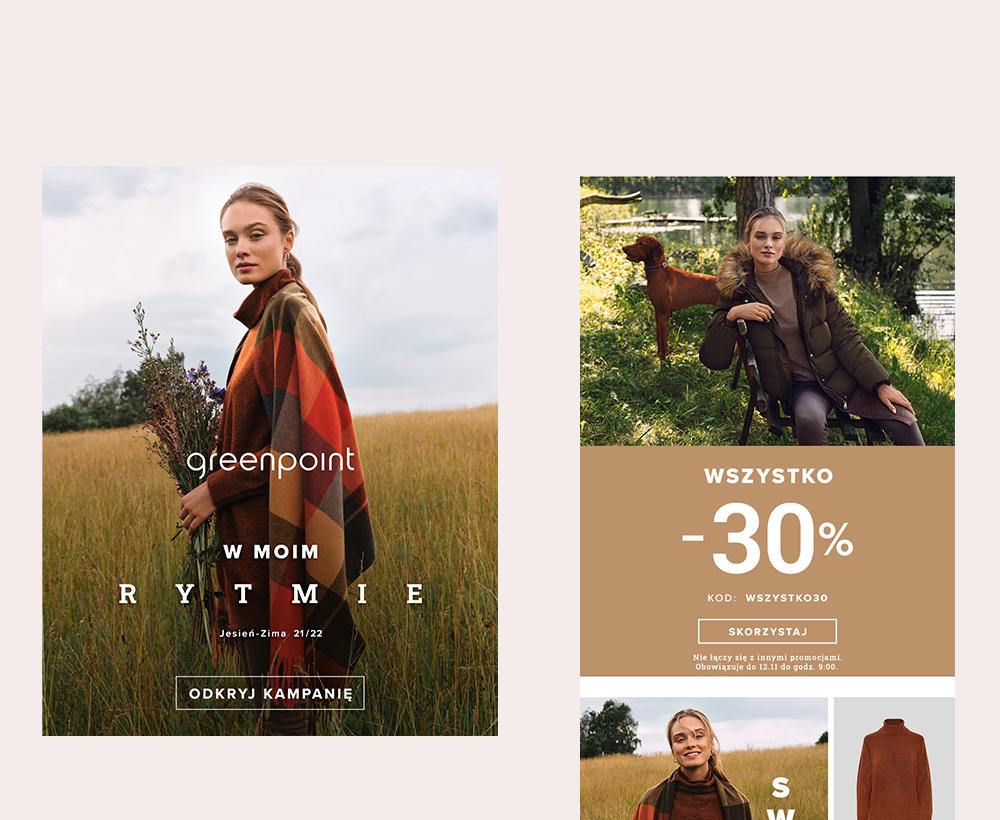 greenpoint
W MOIM
RYTMIE
Jesień-Zima 21/22
ODKRYJ KAMPANIĘ
WSZYSTKO
-30%
KOD: WSZYSTKO30
SKORZYSTAJ
Nie łączy się z innymi promocjami.
Obowiązuje do 12.11 do godz. 9:00.
S
W